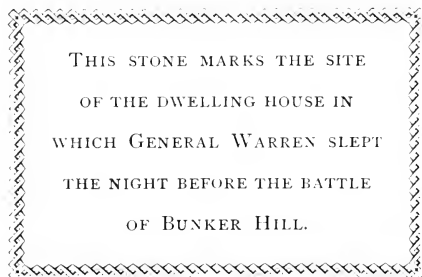 THIS STONE MARKS THE SITE
OF THE DWELLING HOUSE IN
WHICH GENERAL WARREN SLEPT
THE NIGHT BEFORE THE BATTLE
OF BUNKER HILL.